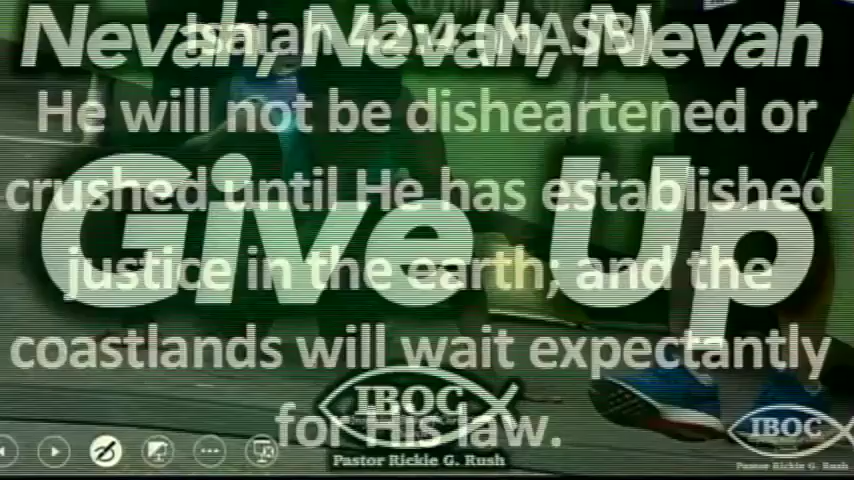 Nevah, Nevah, Nevah
Isaiah 42:4 (NASB)
He will not be disheartened or
Give Up
crushed until He has established
justice in the earth; and the
coastlands will wait expectantly
for His law.
IBOC
Pastor Rickie G. Rush
IBOC
Pastor Rickie G. Rush